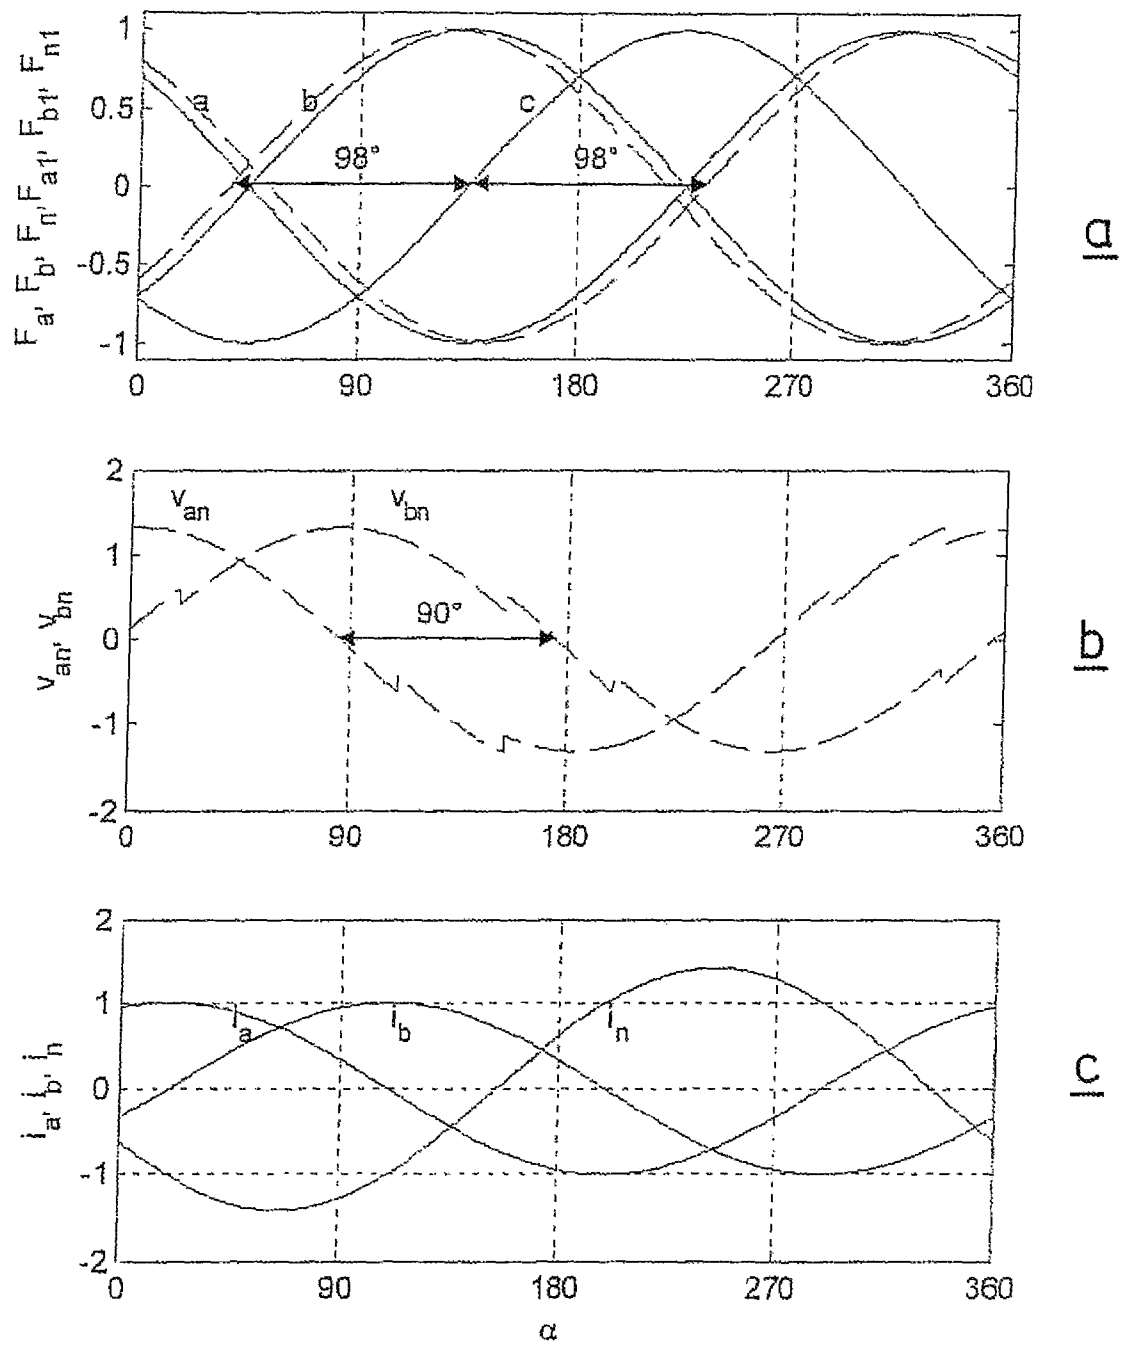 F_a, F_b, F_n, F_a1, F_b1, F_n1
1
0.5
0
-0.5
-1
a
b
c
98°
98°
0
90
180
270
360
a
v_an, v_bn
2
1
0
-1
-2
v_an
v_bn
90°
0
90
180
270
360
b
i_a, i_b, i_n
2
1
0
-1
-2
i_a
i_b
i_n
0
90
180
270
360
α
c